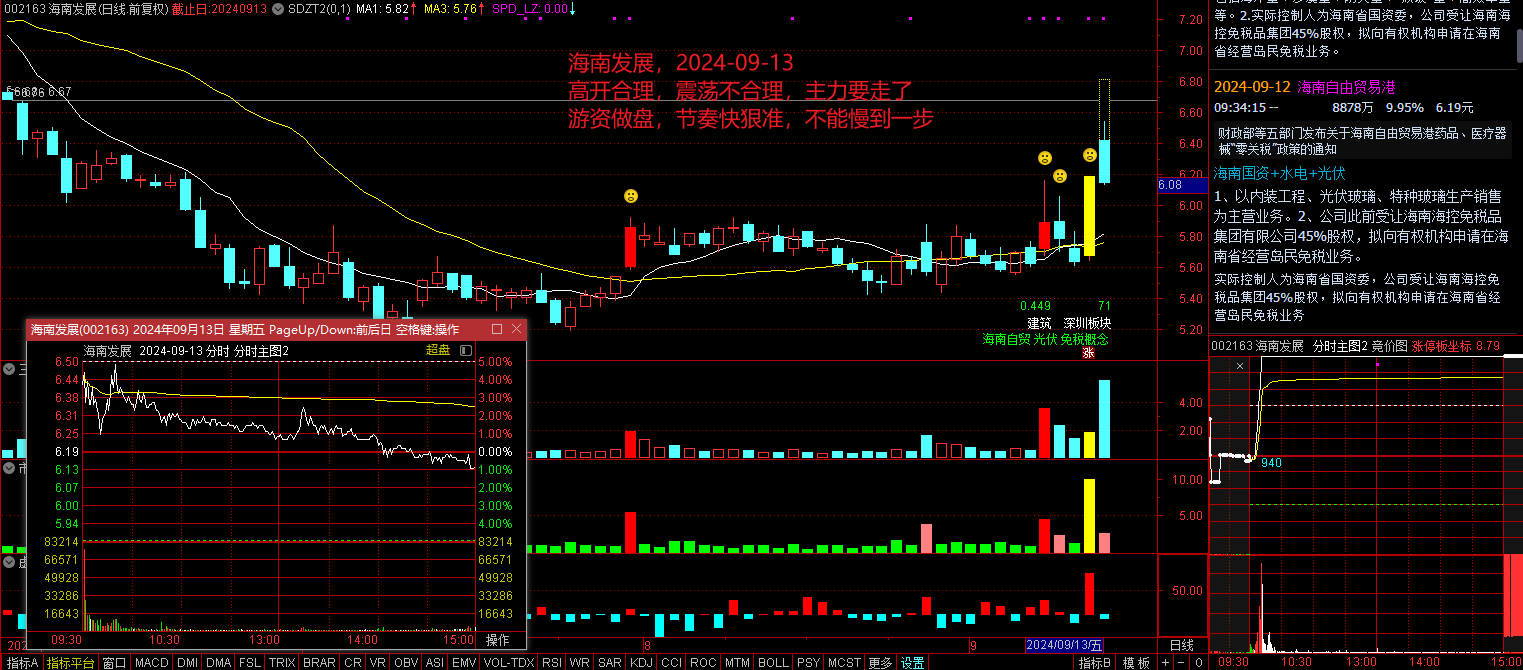 002163 海南发展(日线.前复权) 截止日:20240913 SDZT2(0,1) MA1: 5.82↑ MA3: 5.76↑ SPD_LZ: 0.00↓
7.20
7.00
6.80
6.60
6.40
6.20
6.08
6.00
5.80
5.60
5.40
5.20
海南发展，2024-09-13
高开合理，震荡不合理，主力要走了
游资做盘，节奏快狠准，不能慢到一步
6.67
0.449
71
建筑 深圳板块
海南自贸 光伏 免税概念
涨
4.00
2.00
10.00
5.00
50.00
海南发展(002163) 2024年09月13日 星期五 PageUp/Down:前后日 空格键:操作
海南发展 2024-09-13 分时 分时主图2 超盘
6.50 5.00%
6.44 4.00%
6.38 3.00%
6.31 2.00%
6.25 1.00%
6.19 0.00%
6.13 1.00%
6.07 2.00%
6.00 3.00%
5.94 4.00%
83214 83214
66571 66571
49928 49928
33286 33286
16643 16643
09:30 10:30 13:00 14:00 15:00 操作
8 9 2024/09/13/五 日线
指标A 指标平台 窗口 MACD DMI DMA FSL TRIX BRAR CR VR OBV ASI EMV VOL-TDX RSI WR SAR KDJ CCI ROC MTM BOLL PSY MCST 更多 设置 指标B 模板 + − O
等。2.实际控制人为海南省国资委，公司受让海南海
控免税品集团45%股权，拟向有权机构申请在海南
省经营岛民免税业务。
2024-09-12 海南自由贸易港
09:34:15 -- 8878万 9.95% 6.19元
财政部等五部门发布关于海南自由贸易港药品、医疗器
械"零关税"政策的通知
海南国资+水电+光伏
1、以内装工程、光伏玻璃、特种玻璃生产销售
为主营业务。2、公司此前受让海南海控免税品
集团有限公司45%股权，拟向有权机构申请在海
南省经营岛民免税业务。
实际控制人为海南省国资委，公司受让海南海控免
税品集团45%股权，拟向有权机构申请在海南省经
营岛民免税业务
002163 海南发展 分时主图2 竞价图 涨停板坐标 8.79
940
09:30 10:30 13:00 14:00 15:00